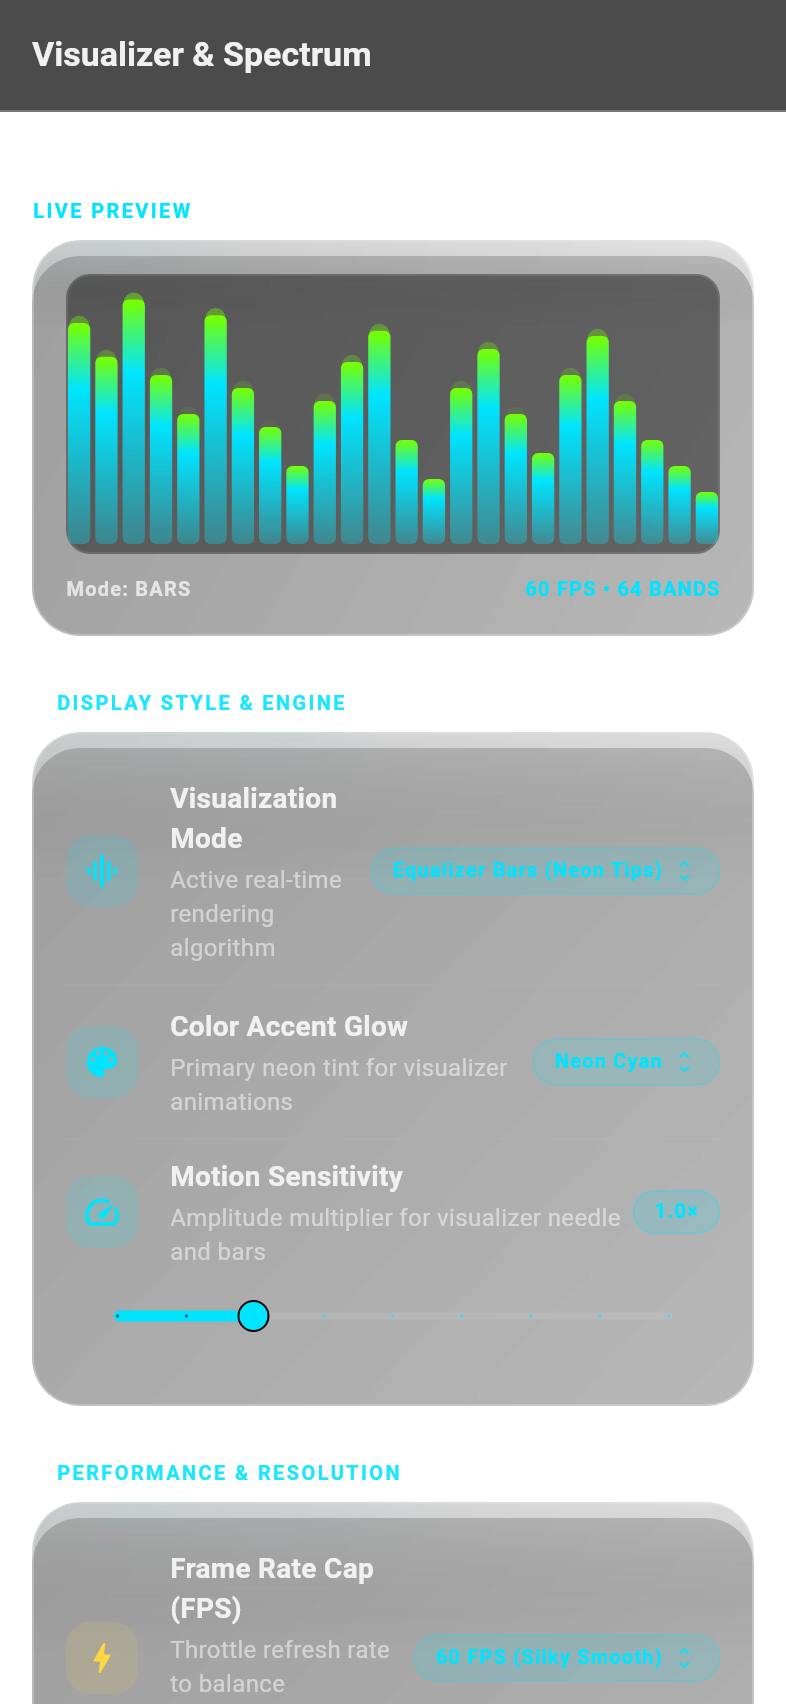 Visualizer & Spectrum
LIVE PREVIEW
Mode: BARS
60 FPS • 64 BANDS
DISPLAY STYLE & ENGINE
Visualization
Mode
Active real-time
rendering
algorithm
Equalizer Bars (Neon Tips)
Color Accent Glow
Primary neon tint for visualizer
animations
Neon Cyan
Motion Sensitivity
Amplitude multiplier for visualizer needle
and bars
1.0×
PERFORMANCE & RESOLUTION
Frame Rate Cap
(FPS)
Throttle refresh rate
to balance
60 FPS (Silky Smooth)